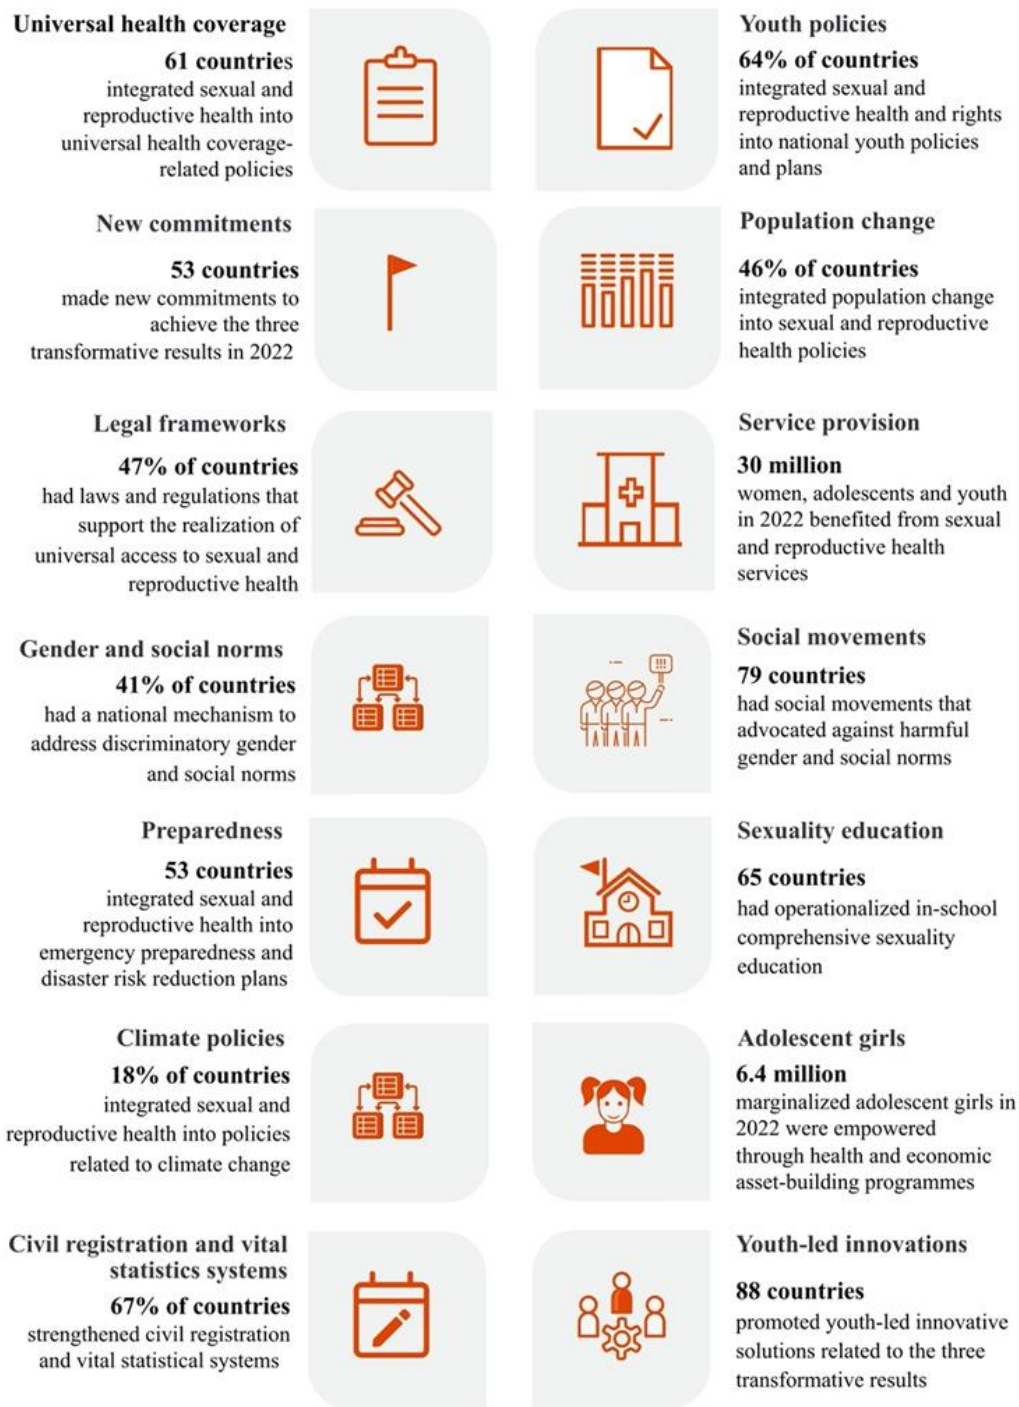 Universal health coverage
61 countries
integrated sexual and
reproductive health into
universal health coverage-
related policies
Youth policies
64% of countries
integrated sexual and
reproductive health and rights
into national youth policies
and plans
New commitments
53 countries
made new commitments to
achieve the three
transformative results in 2022
Population change
46% of countries
integrated population change
into sexual and reproductive
health policies
Legal frameworks
47% of countries
had laws and regulations that
support the realization of
universal access to sexual and
reproductive health
Service provision
30 million
women, adolescents and youth
in 2022 benefited from sexual
and reproductive health
services
Gender and social norms
41% of countries
had a national mechanism to
address discriminatory gender
and social norms
Social movements
79 countries
had social movements that
advocated against harmful
gender and social norms
Preparedness
53 countries
integrated sexual and
reproductive health into
emergency preparedness and
disaster risk reduction plans
Sexuality education
65 countries
had operationalized in-school
comprehensive sexuality
education
Climate policies
18% of countries
integrated sexual and
reproductive health into policies
related to climate change
Adolescent girls
6.4 million
marginalized adolescent girls in
2022 were empowered
through health and economic
asset-building programmes
Civil registration and vital
statistics systems
67% of countries
strengthened civil registration
and vital statistical systems
Youth-led innovations
88 countries
promoted youth-led innovative
solutions related to the three
transformative results